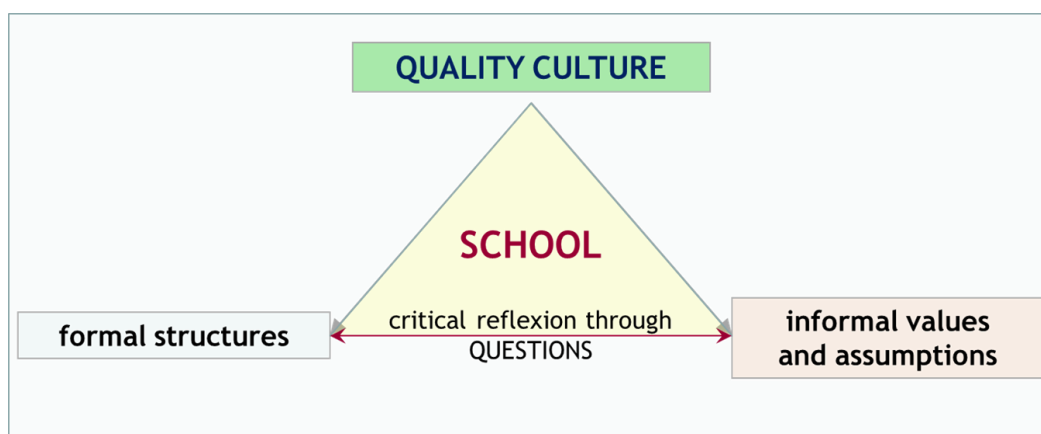 QUALITY CULTURE
SCHOOL
critical reflexion through
QUESTIONS
formal structures
informal values
and assumptions